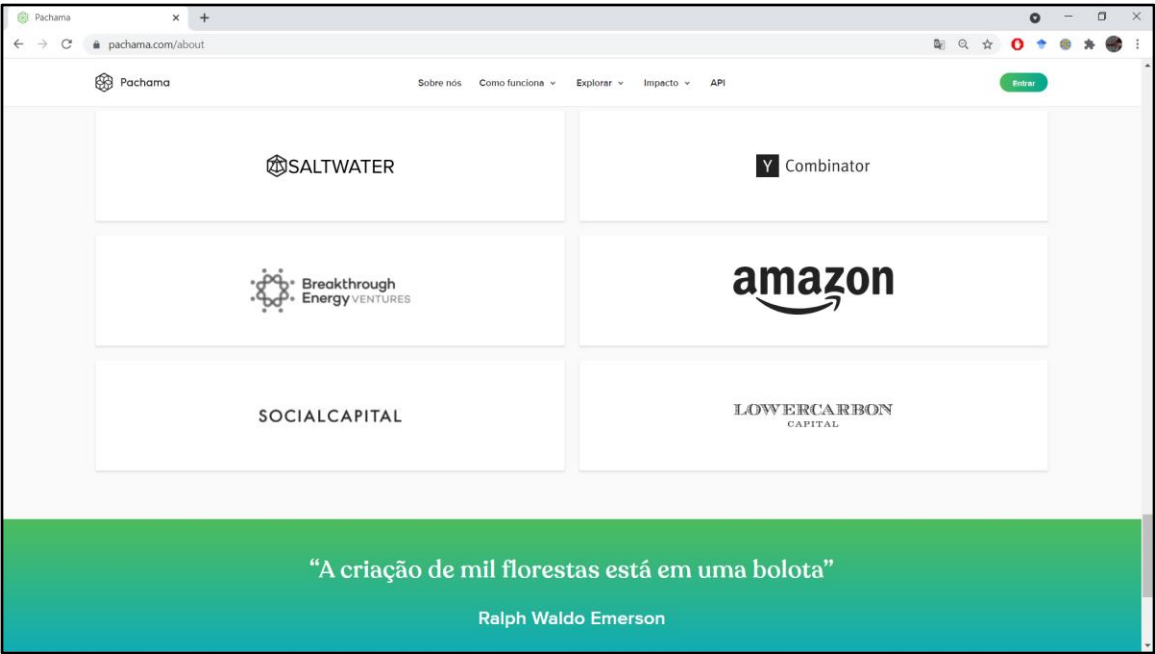 Pachama
pachama.com/about
Pachama
Sobre nós Como funciona Explorar Impacto API
Entrar
SALTWATER
Y Combinator
Breakthrough
Energy VENTURES
amazon
SOCIALCAPITAL
LOWERCARBON
CAPITAL
“A criação de mil florestas está em uma bolota”
Ralph Waldo Emerson